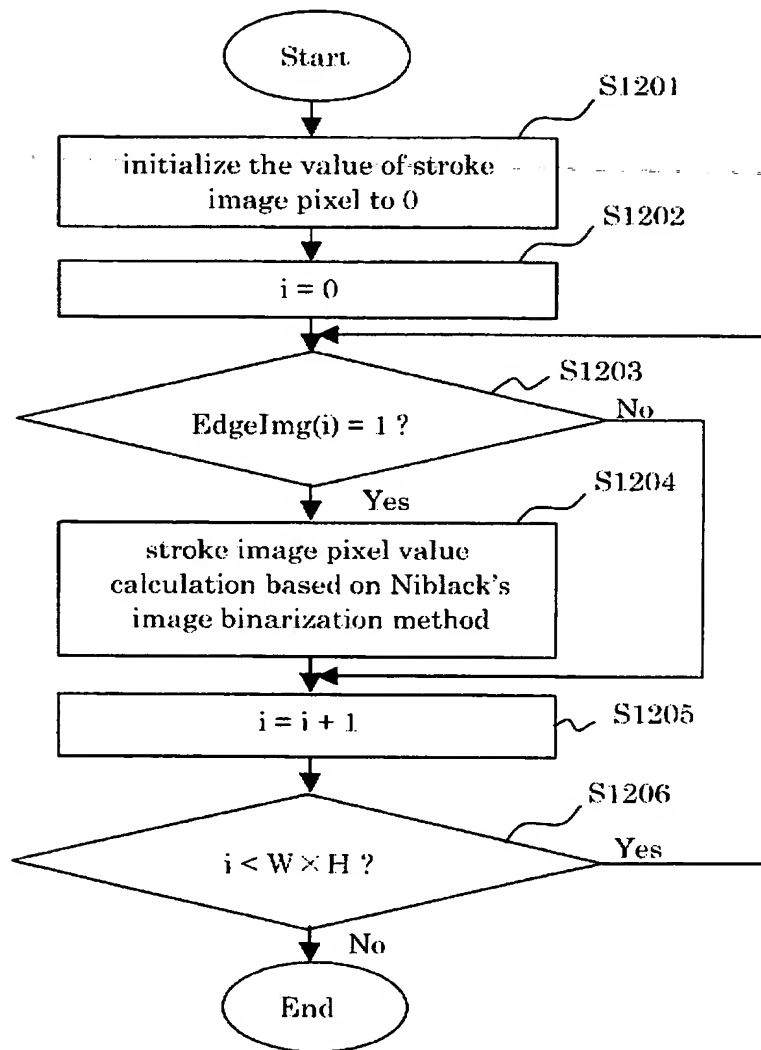 Start
S1201
initialize the value of stroke
image pixel to 0
S1202
i = 0
S1203
EdgeImg(i) = 1 ?
No
Yes
S1204
stroke image pixel value
calculation based on Niblack's
image binarization method
i = i + 1
S1205
S1206
i < W × H ?
Yes
No
End